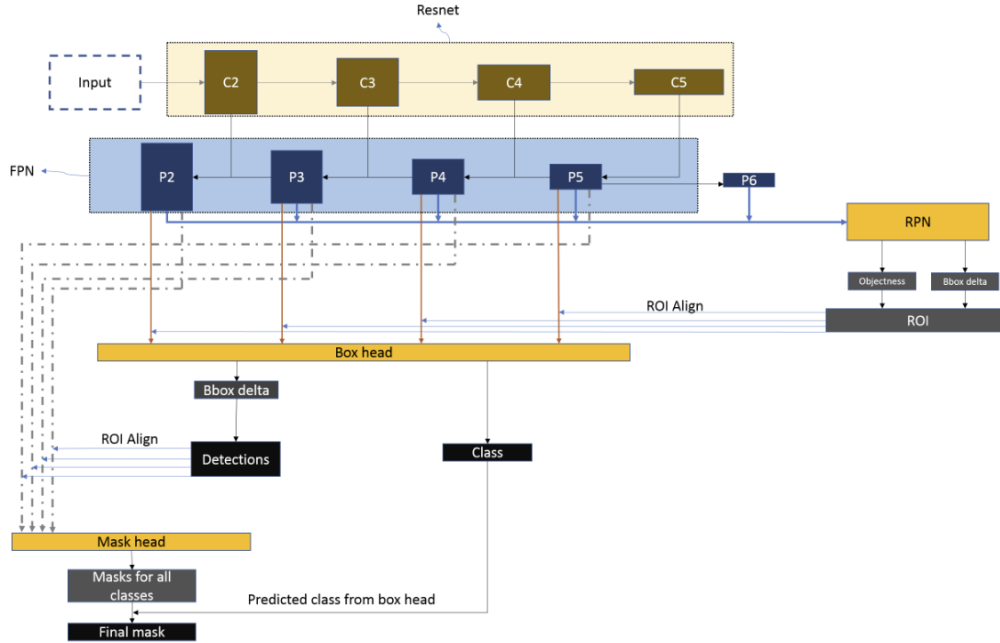 Resnet
Input
C2
C3
C4
C5
FPN
P2
P3
P4
P5
P6
RPN
Objectness
Bbox delta
ROI Align
ROI
Box head
Bbox delta
ROI Align
Detections
Class
Mask head
Masks for all
classes
Predicted class from box head
Final mask